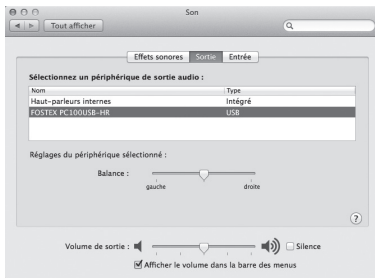 Son
Tout afficher
Effets sonores Sortie Entrée
Sélectionnez un périphérique de sortie audio :
Nom Type
Haut-parleurs internes Intégré
FOSTEX PC100USB-HR USB
Réglages du périphérique sélectionné :
Balance :
gauche droite
?
Volume de sortie : Silence
Afficher le volume dans la barre des menus